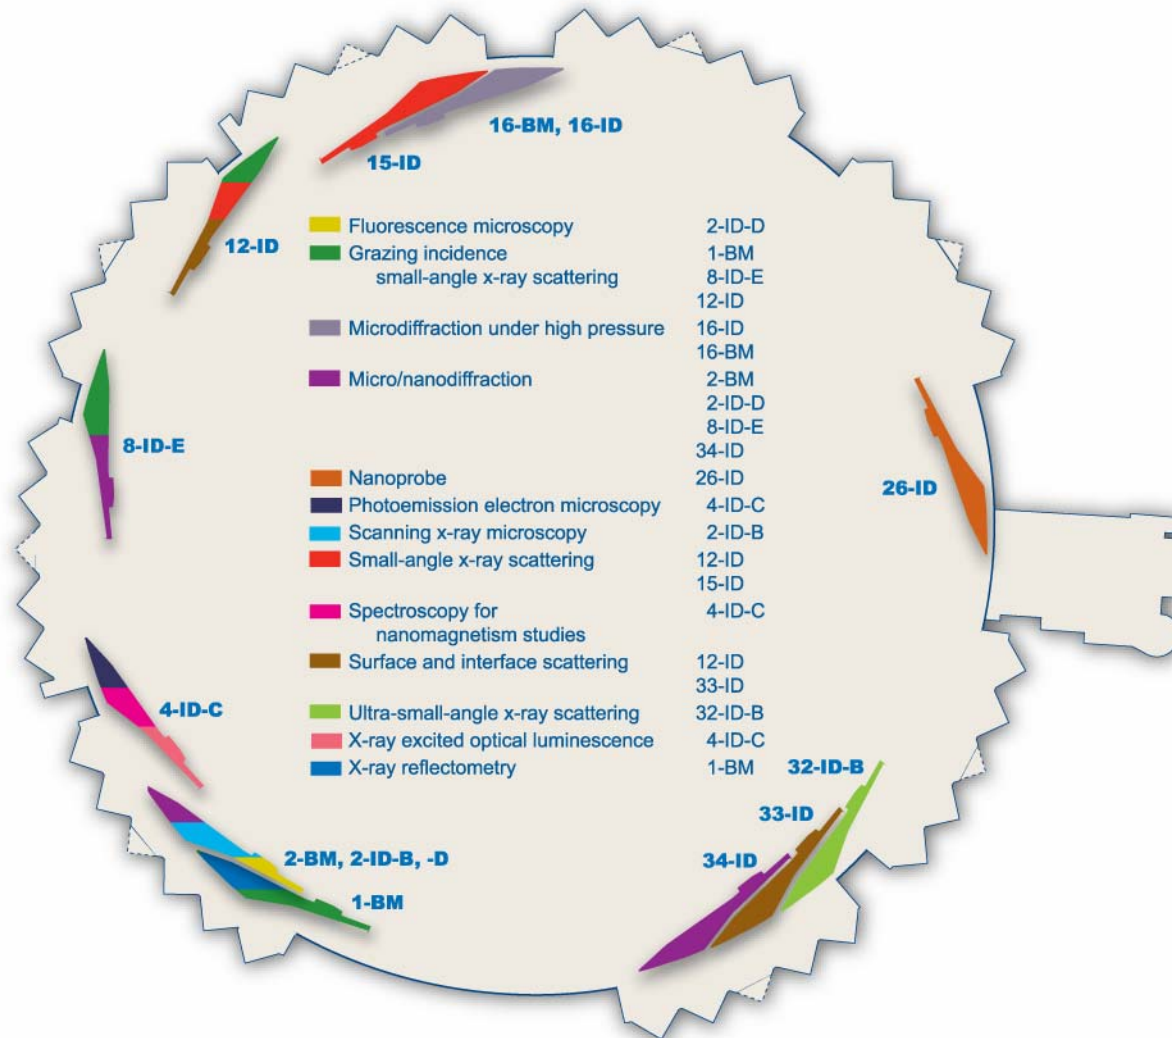 16-BM, 16-ID
15-ID
12-ID
Fluorescence microscopy 2-ID-D
Grazing incidence 1-BM
small-angle x-ray scattering 8-ID-E
12-ID
Microdiffraction under high pressure 16-ID
16-BM
Micro/nanodiffraction 2-BM
2-ID-D
8-ID-E
34-ID
8-ID-E
Nanoprobe 26-ID
26-ID
Photoemission electron microscopy 4-ID-C
Scanning x-ray microscopy 2-ID-B
Small-angle x-ray scattering 12-ID
15-ID
Spectroscopy for 4-ID-C
nanomagnetism studies
Surface and interface scattering 12-ID
33-ID
Ultra-small-angle x-ray scattering 32-ID-B
X-ray excited optical luminescence 4-ID-C
X-ray reflectometry 1-BM
4-ID-C
32-ID-B
33-ID
34-ID
2-BM, 2-ID-B, -D
1-BM